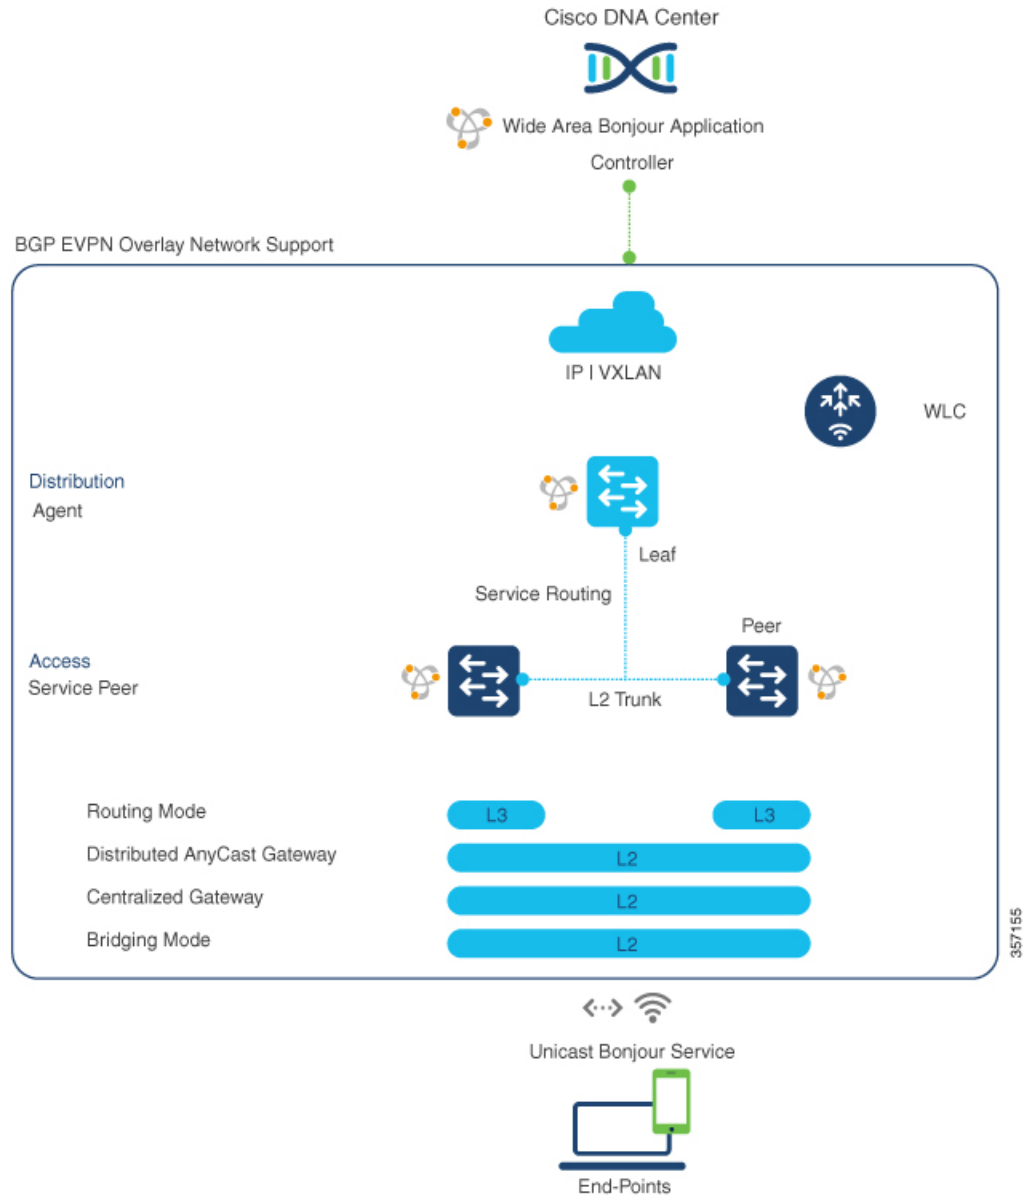 Cisco DNA Center
Wide Area Bonjour Application
Controller
BGP EVPN Overlay Network Support
IP | VXLAN
WLC
Distribution
Agent
Leaf
Service Routing
Peer
Access
Service Peer
L2 Trunk
Routing Mode
L3
L3
Distributed AnyCast Gateway
L2
Centralized Gateway
L2
Bridging Mode
L2
357155
Unicast Bonjour Service
End-Points